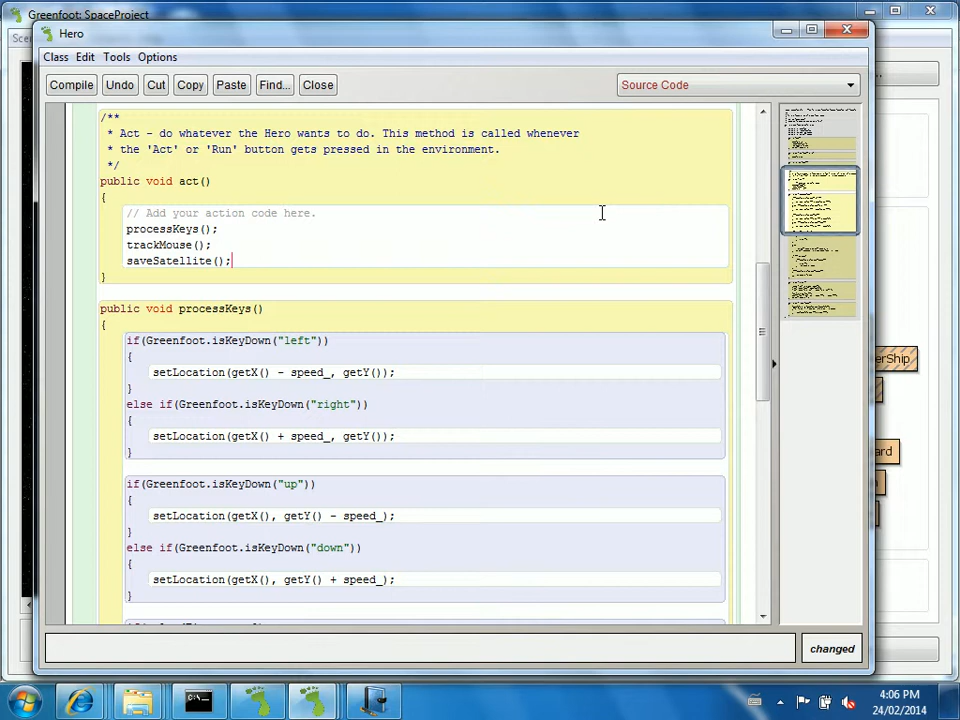 Greenfoot: SpaceProject
Hero
Class Edit Tools Options
Compile Undo Cut Copy Paste Find... Close Source Code
/**
* Act - do whatever the Hero wants to do. This method is called whenever
* the 'Act' or 'Run' button gets pressed in the environment.
*/
public void act()
{
// Add your action code here.
processKeys();
trackMouse();
saveSatellite();
}
public void processKeys()
{
if(Greenfoot.isKeyDown("left"))
{
setLocation(getX() - speed_, getY());
}
else if(Greenfoot.isKeyDown("right"))
{
setLocation(getX() + speed_, getY());
}
if(Greenfoot.isKeyDown("up"))
{
setLocation(getX(), getY() - speed_);
}
else if(Greenfoot.isKeyDown("down"))
{
setLocation(getX(), getY() + speed_);
}
changed
erShip
ard
4:06 PM
24/02/2014